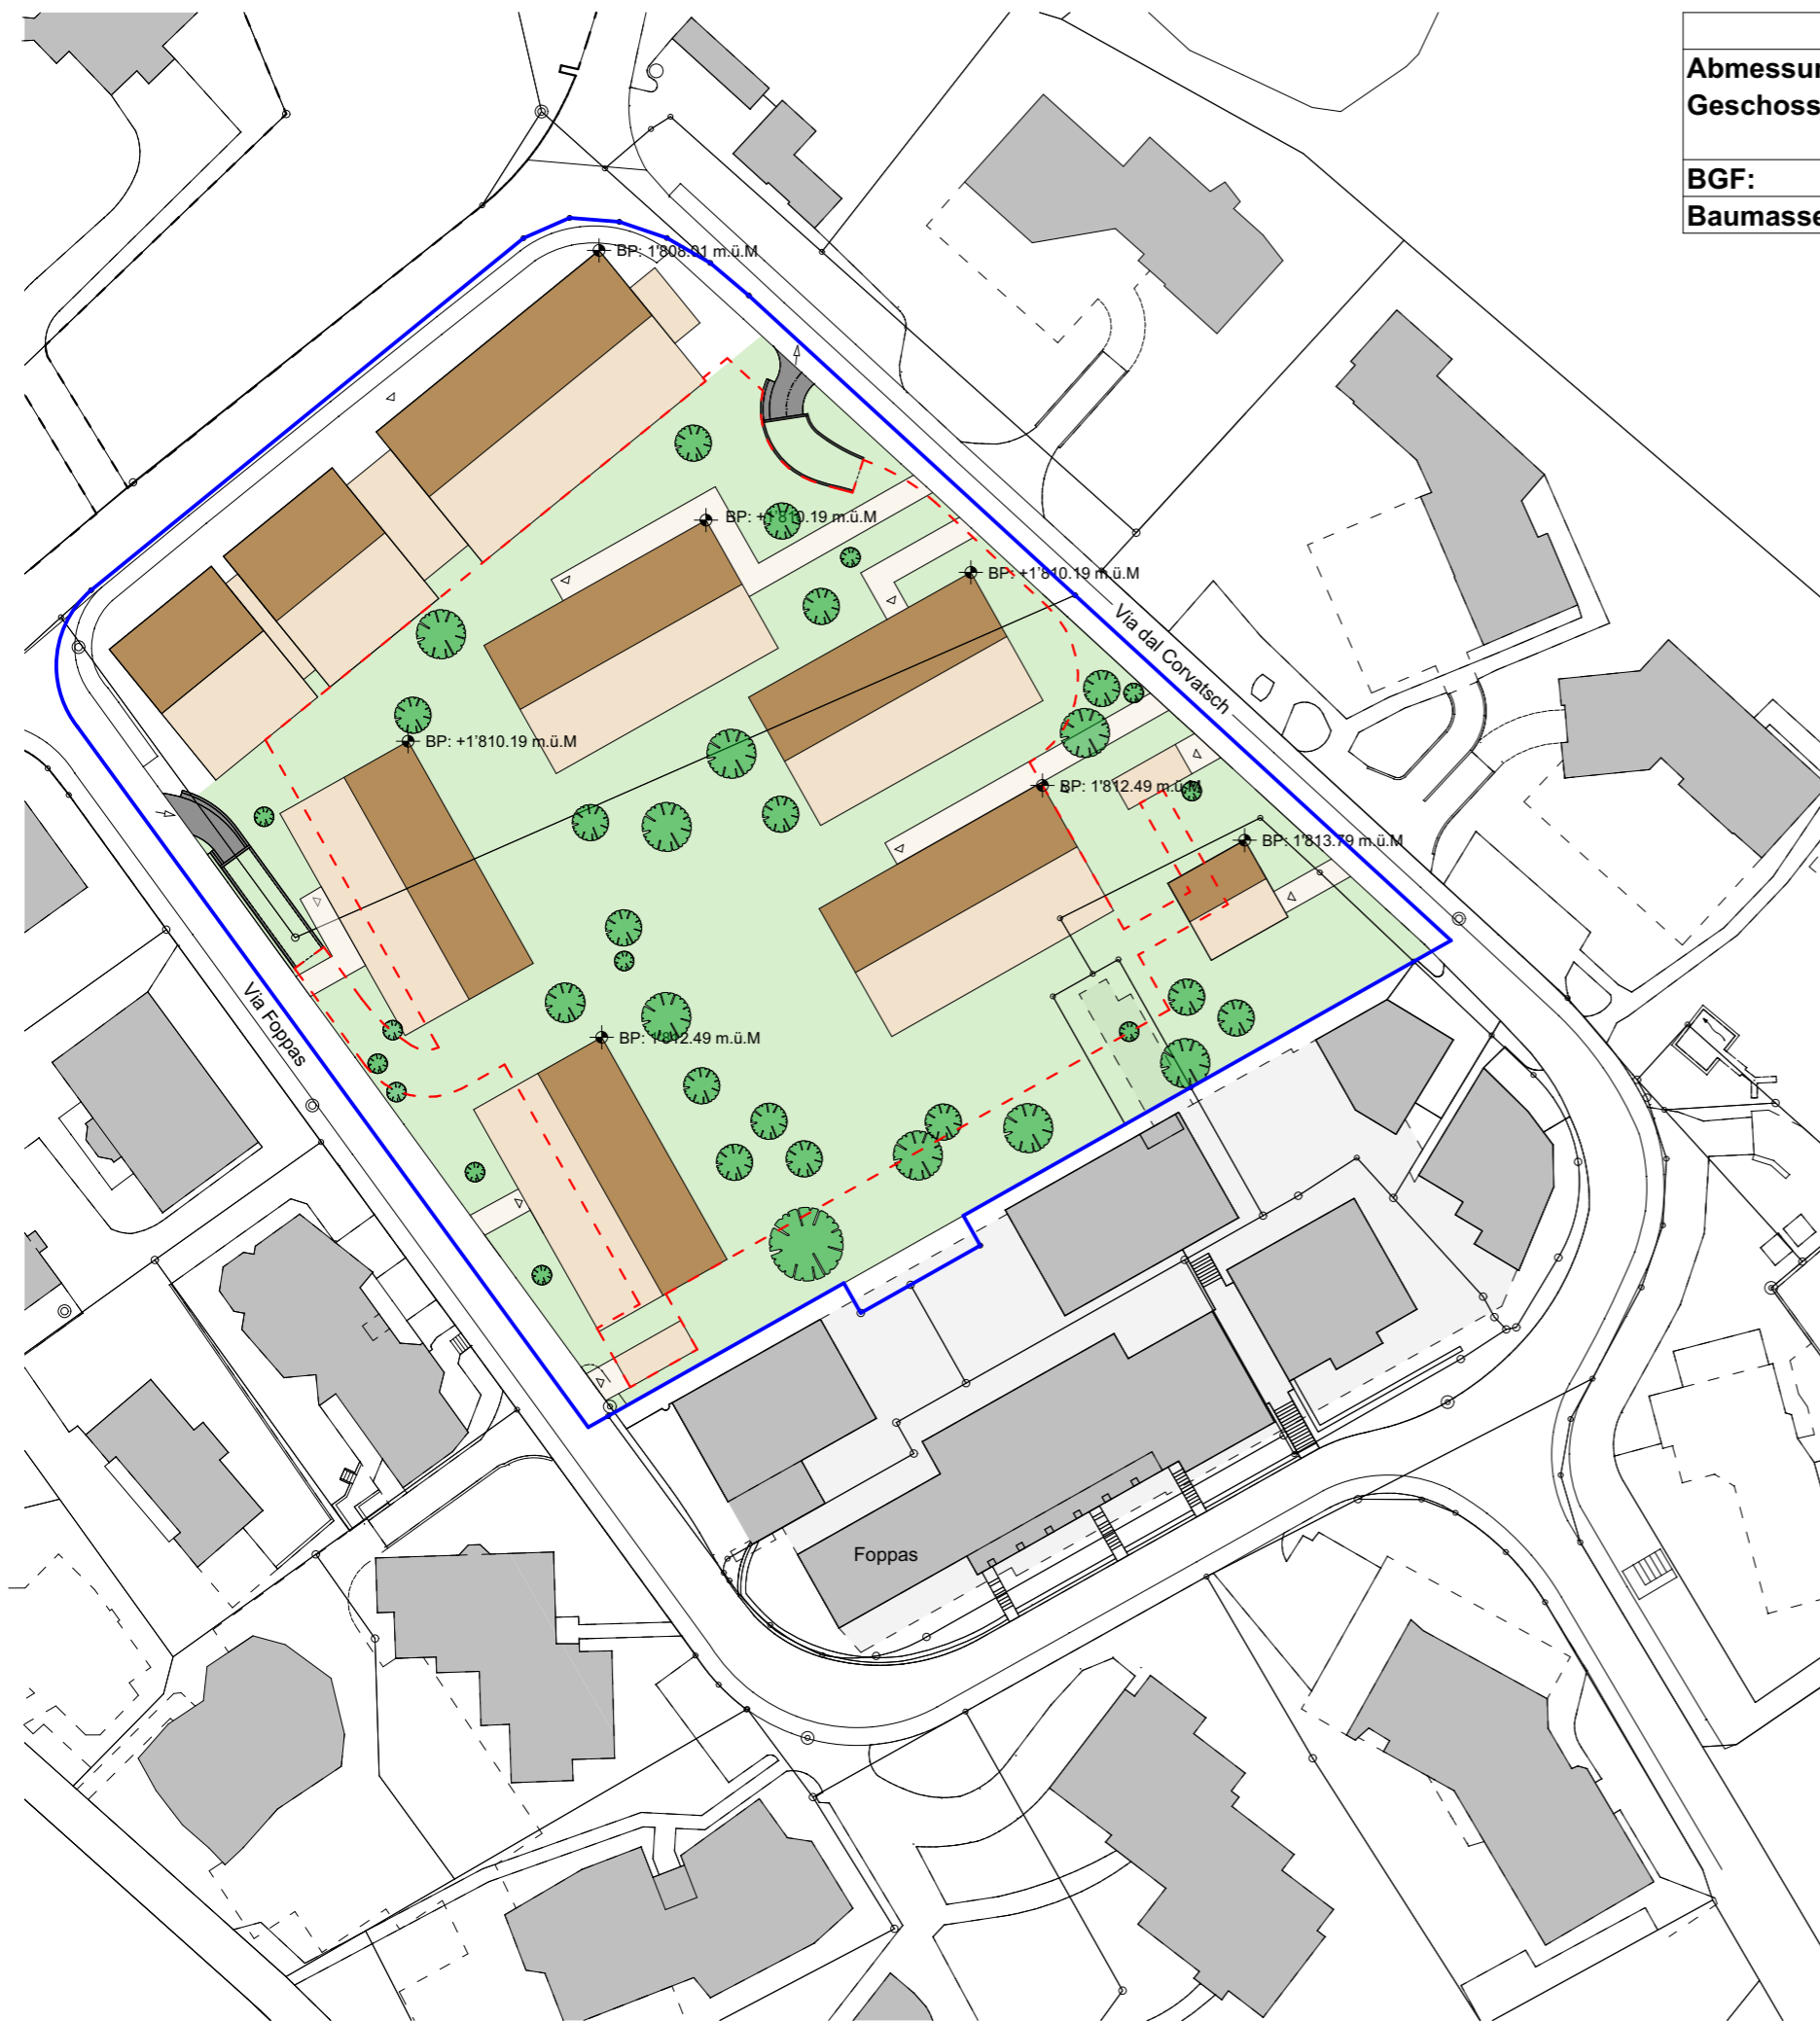 Abmessun
Geschoss
BGF:
Baumasse
BP: 1'808.01 m.ü.M
BP: +1'810.19 m.ü.M
BP: +1'810.19 m.ü.M
Via dal Corvatsch
BP: +1'810.19 m.ü.M
BP: 1'812.49 m.ü.M
BP: 1'813.79 m.ü.M
Via Foppas
BP: 1'812.49 m.ü.M
Foppas